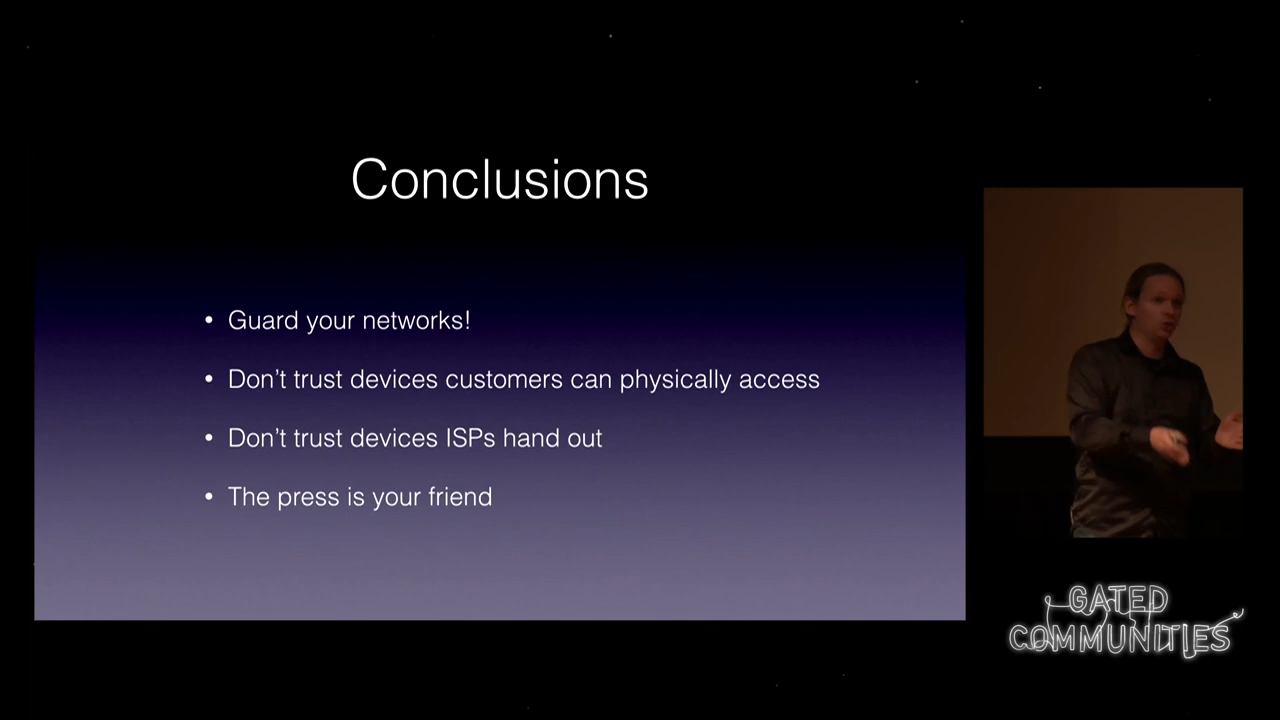 Conclusions
• Guard your networks!
• Don't trust devices customers can physically access
• Don't trust devices ISPs hand out
• The press is your friend
GATED
COMMUNITIES